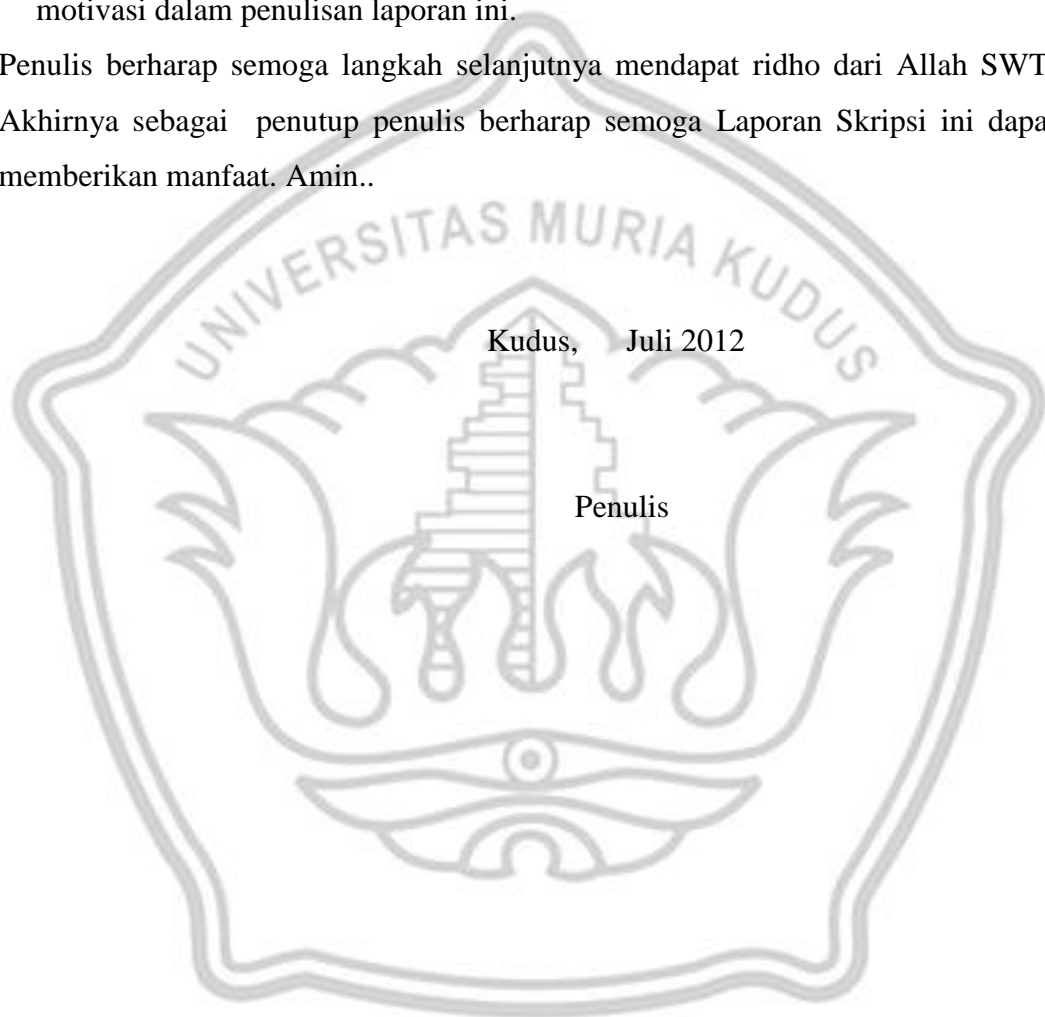 motivasi dalam penulisan laporan ini.
Penulis berharap semoga langkah selanjutnya mendapat ridho dari Allah SWT
Akhirnya sebagai penutup penulis berharap semoga Laporan Skripsi ini dapa
memberikan manfaat. Amin..
UNIVERSITAS MURIA KUDUS
Kudus, Juli 2012
Penulis